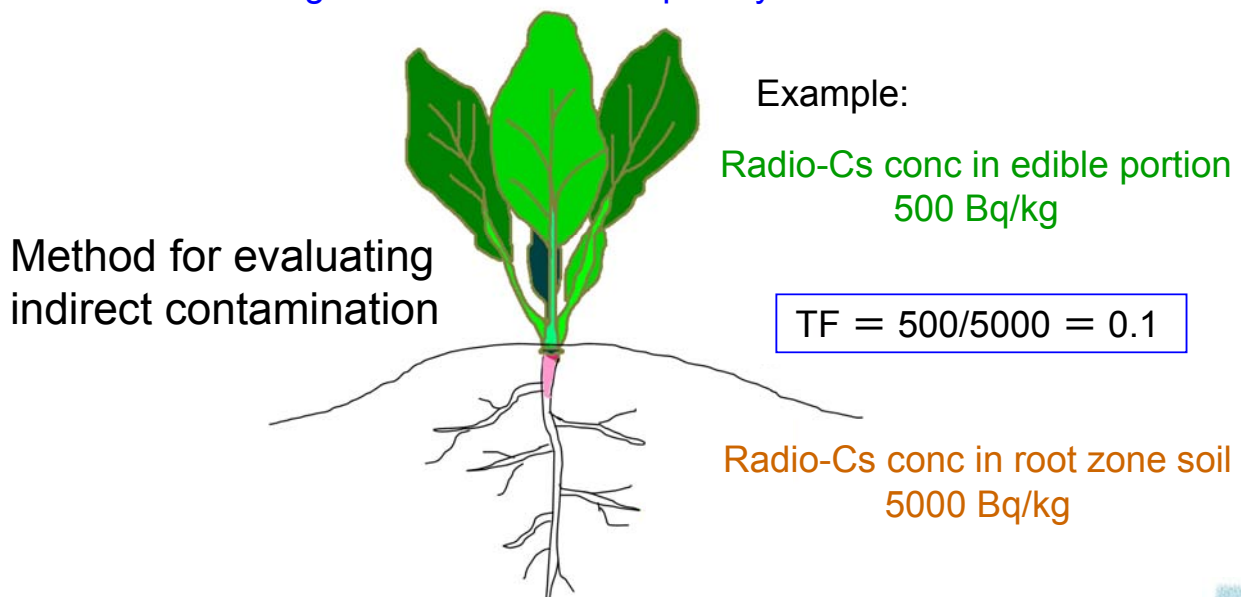 Method for evaluating
indirect contamination
Example:
Radio-Cs conc in edible portion
500 Bq/kg
TF = 500/5000 = 0.1
Radio-Cs conc in root zone soil
5000 Bq/kg